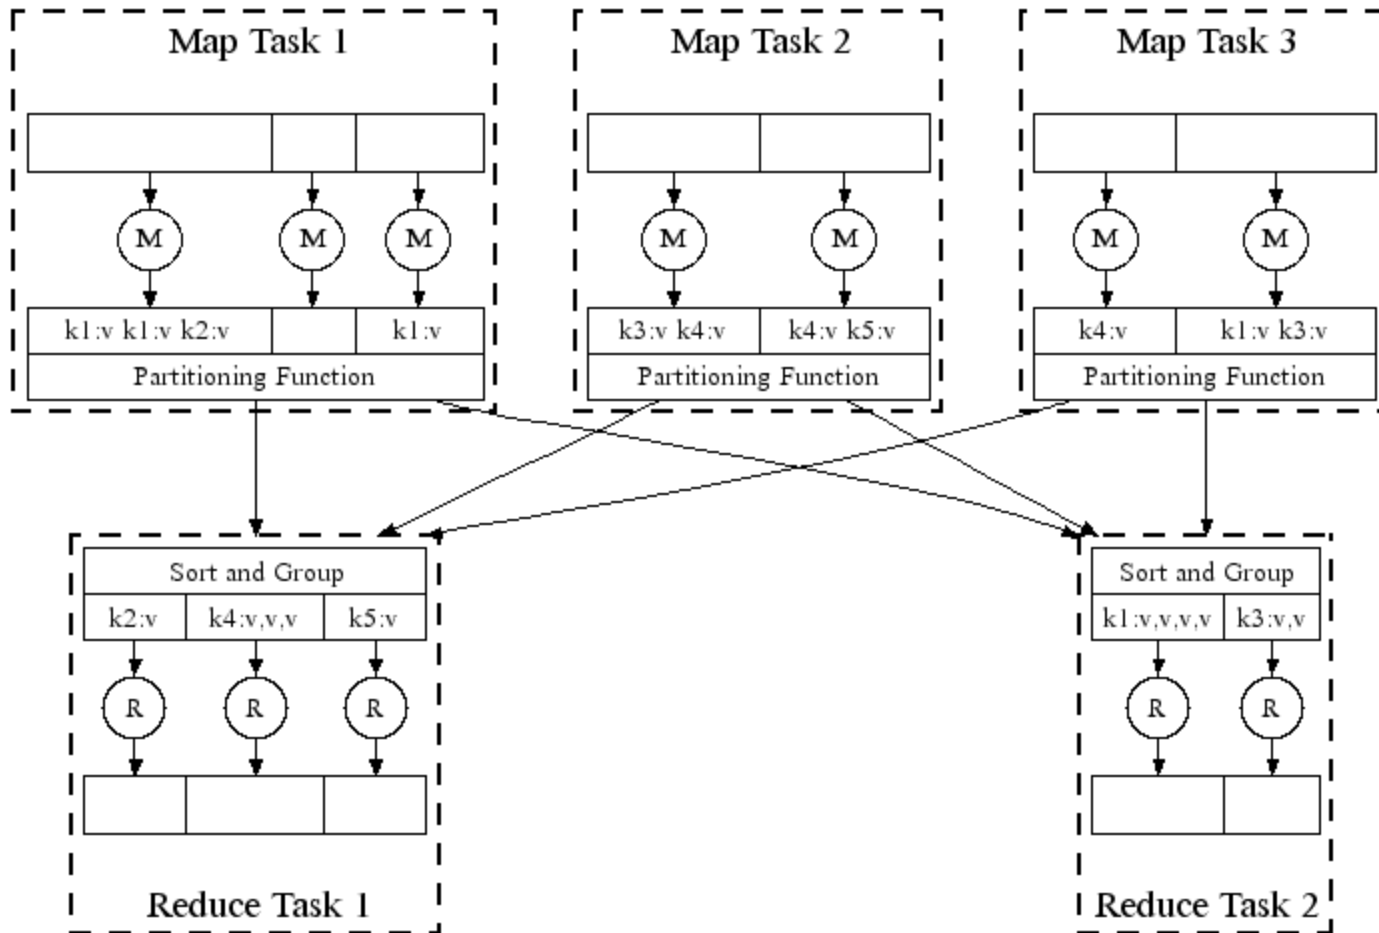 Map Task 1
Map Task 2
Map Task 3
M
M
M
M
M
M
M
k1:v k1:v k2:v
k1:v
k3:v k4:v
k4:v k5:v
k4:v
k1:v k3:v
Partitioning Function
Partitioning Function
Partitioning Function
Sort and Group
Sort and Group
k2:v
k4:v,v,v
k5:v
k1:v,v,v,v
k3:v,v
R
R
R
R
R
Reduce Task 1
Reduce Task 2